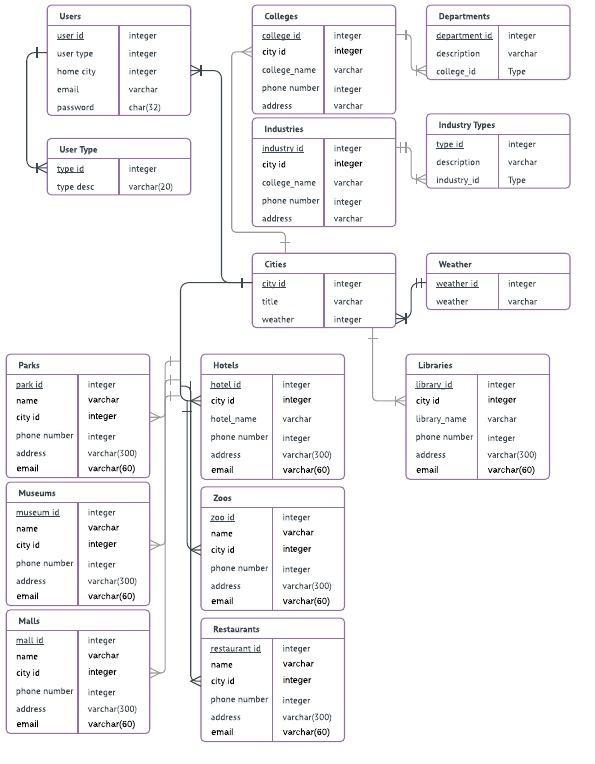 Users
user id integer
user type integer
home city integer
email varchar
password char(32)
User Type
type id integer
type desc varchar(20)
Colleges
college id integer
city id integer
college_name varchar
phone number integer
address varchar
Departments
department id integer
description varchar
college_id Type
Industries
industry id integer
city id integer
college_name varchar
phone number integer
address varchar
Industry Types
type id integer
description varchar
industry_id Type
Cities
city id integer
title varchar
weather integer
Weather
weather id integer
weather varchar
Parks
park id integer
name varchar
city id integer
phone number integer
address varchar(300)
email varchar(60)
Hotels
hotel id integer
city id integer
hotel_name varchar
phone number integer
address varchar(300)
email varchar(60)
Libraries
library_id integer
city id integer
library_name varchar
phone number integer
address varchar(300)
email varchar(60)
Museums
museum id integer
name varchar
city id integer
phone number integer
address varchar(300)
email varchar(60)
Zoos
zoo id integer
name varchar
city id integer
phone number integer
address varchar(300)
email varchar(60)
Malls
mall id integer
name varchar
city id integer
phone number integer
address varchar(300)
email varchar(60)
Restaurants
restaurant id integer
name varchar
city id integer
phone number integer
address varchar(300)
email varchar(60)